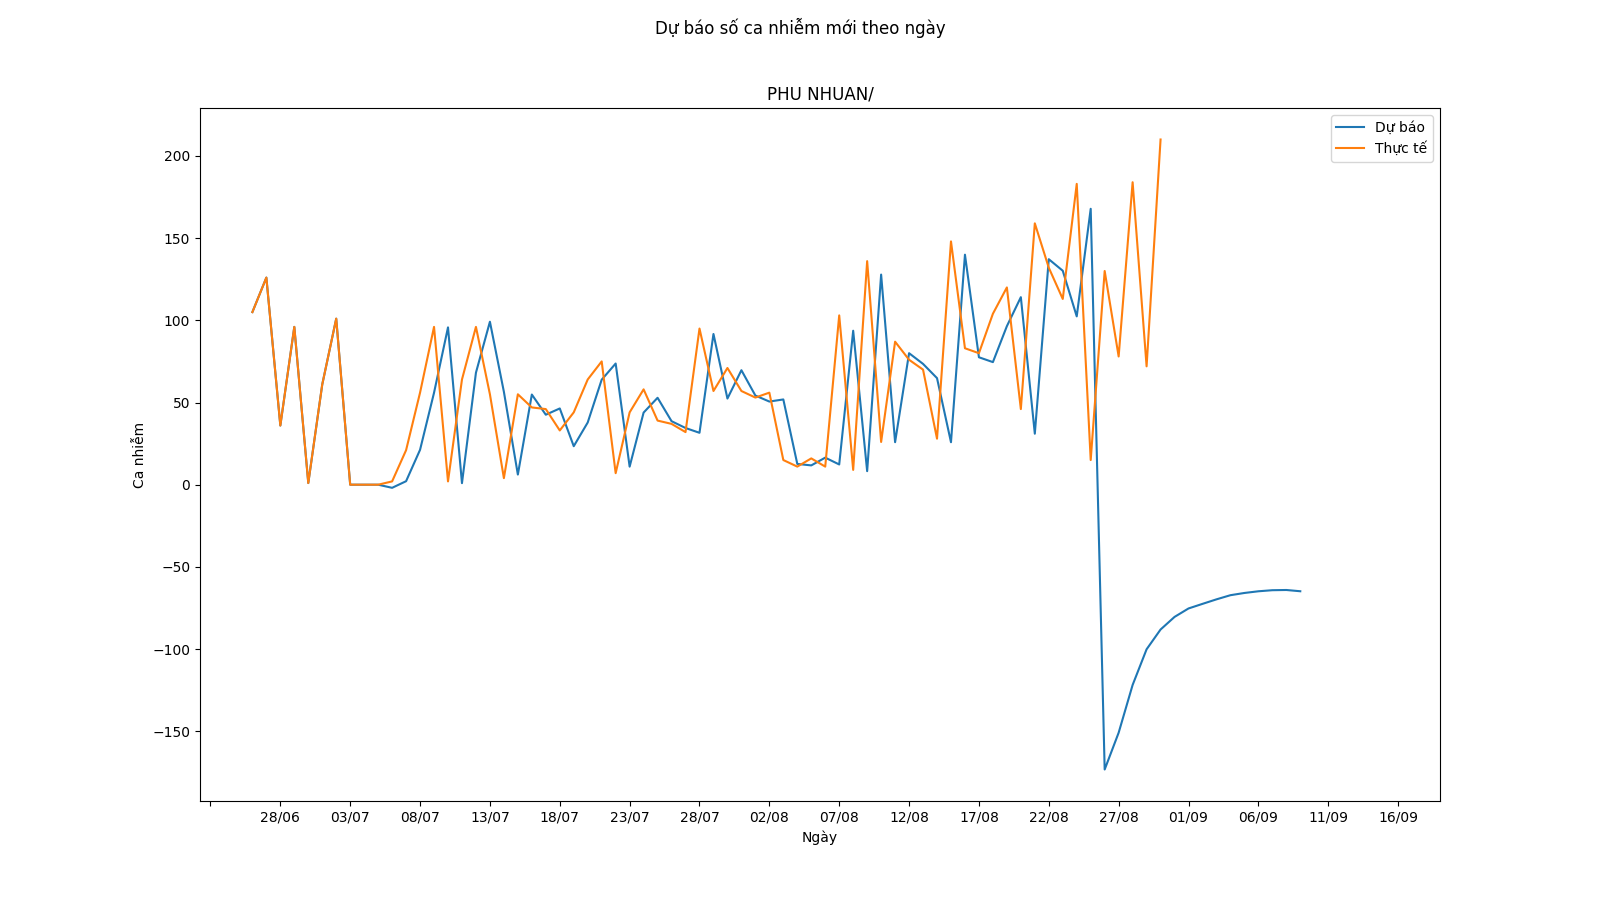 Dự báo số ca nhiễm mới theo ngày
PHU NHUAN/
Dự báo
Thực tế
200
150
100
50
0
−50
−100
−150
Ca nhiễm
28/06 03/07 08/07 13/07 18/07 23/07 28/07 02/08 07/08 12/08 17/08 22/08 27/08 01/09 06/09 11/09 16/09
Ngày